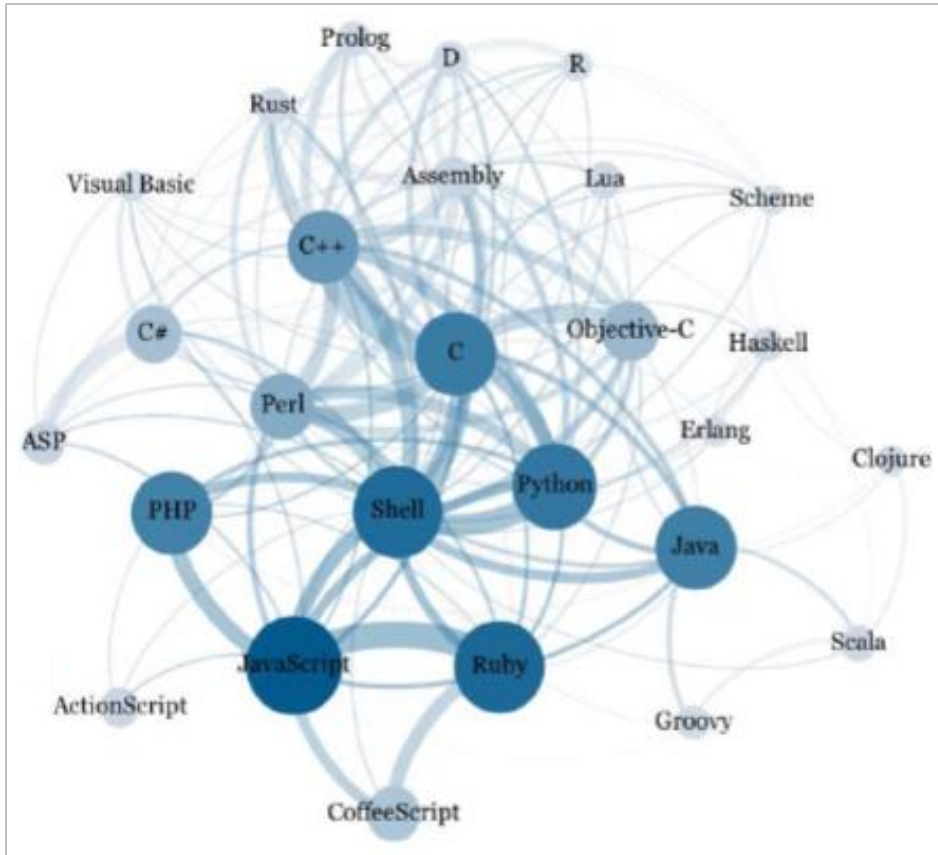 Prolog
D
R
Rust
Assembly
Lua
Visual Basic
Scheme
C++
C#
C
Objective-C
Haskell
Perl
ASP
Erlang
Clojure
PHP
Shell
Python
Java
JavaScript
Ruby
Scala
ActionScript
Groovy
CoffeeScript